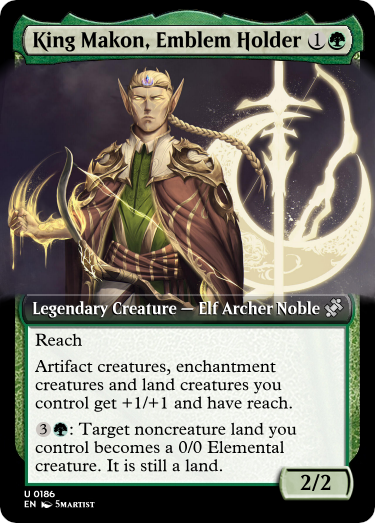 King Makon, Emblem Holder 1
Legendary Creature — Elf Archer Noble
Reach
Artifact creatures, enchantment
creatures and land creatures you
control get +1/+1 and have reach.
3: Target noncreature land you
control becomes a 0/0 Elemental
creature. It is still a land.
2/2
U 0186
EN 5MARTIST